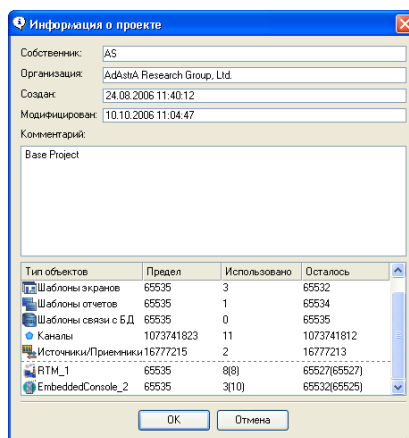 Информация о проекте
Собственник: AS
Организация: AdAstrA Research Group, Ltd.
Создан: 24.08.2006 11:40:12
Модифицирован: 10.10.2006 11:04:47
Комментарий:
Base Project
Тип объектов Предел Использовано Осталось
Шаблоны экранов 65535 3 65532
Шаблоны отчетов 65535 1 65534
Шаблоны связи с БД 65535 0 65535
Каналы 1073741823 11 1073741812
Источники/Приемники 16777215 2 16777213
RTM_1 65535 8(8) 65527(65527)
EmbeddedConsole_2 65535 3(10) 65532(65525)
OK Отмена